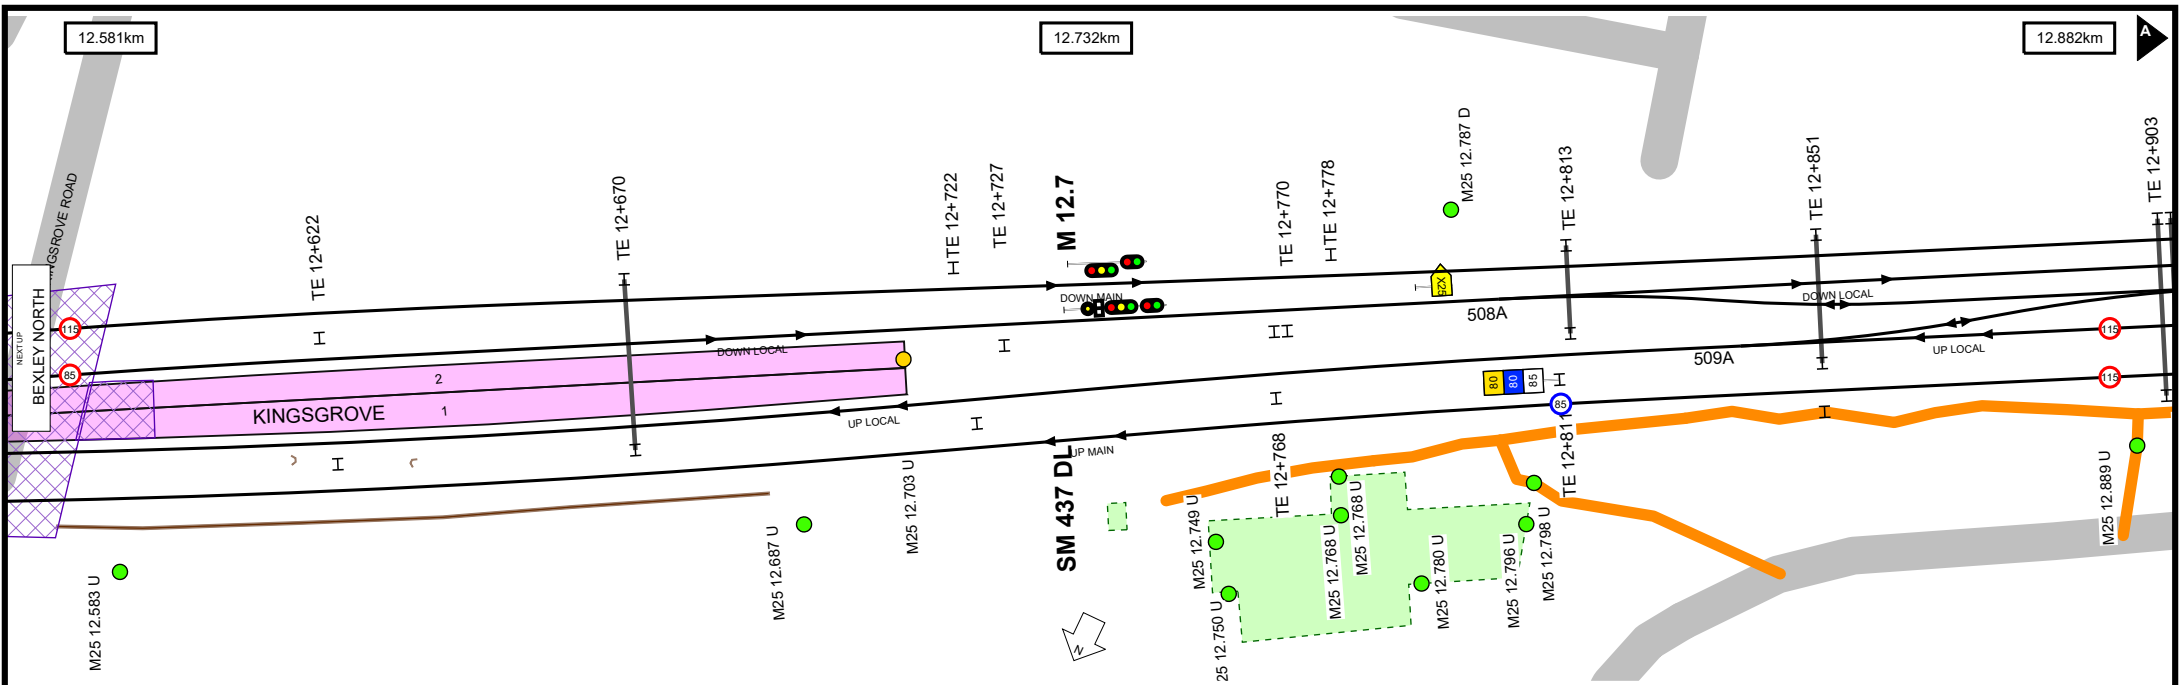 12.581km
12.732km
12.882km
A
KINGSGROVE ROAD
NEXT UP
BEXLEY NORTH
115
85
TE 12+622
TE 12+670
TE 12+722
TE 12+727
M 12.7
TE 12+770
TE 12+778
M25 12.787 D
TE 12+813
TE 12+851
TE 12+903
DOWN MAIN
DOWN LOCAL
X25
508A
DOWN LOCAL
509A
UP LOCAL
115
115
2
KINGSGROVE
1
UP LOCAL
UP MAIN
80
80
85
85
M25 12.583 U
M25 12.687 U
M25 12.703 U
SM 437 DL
N
M25 12.749 U
25 12.750 U
TE 12+768
M25 12.768 U
M25 12.768 U
M25 12.780 U
M25 12.796 U
M25 12.798 U
TE 12+811
M25 12.889 U